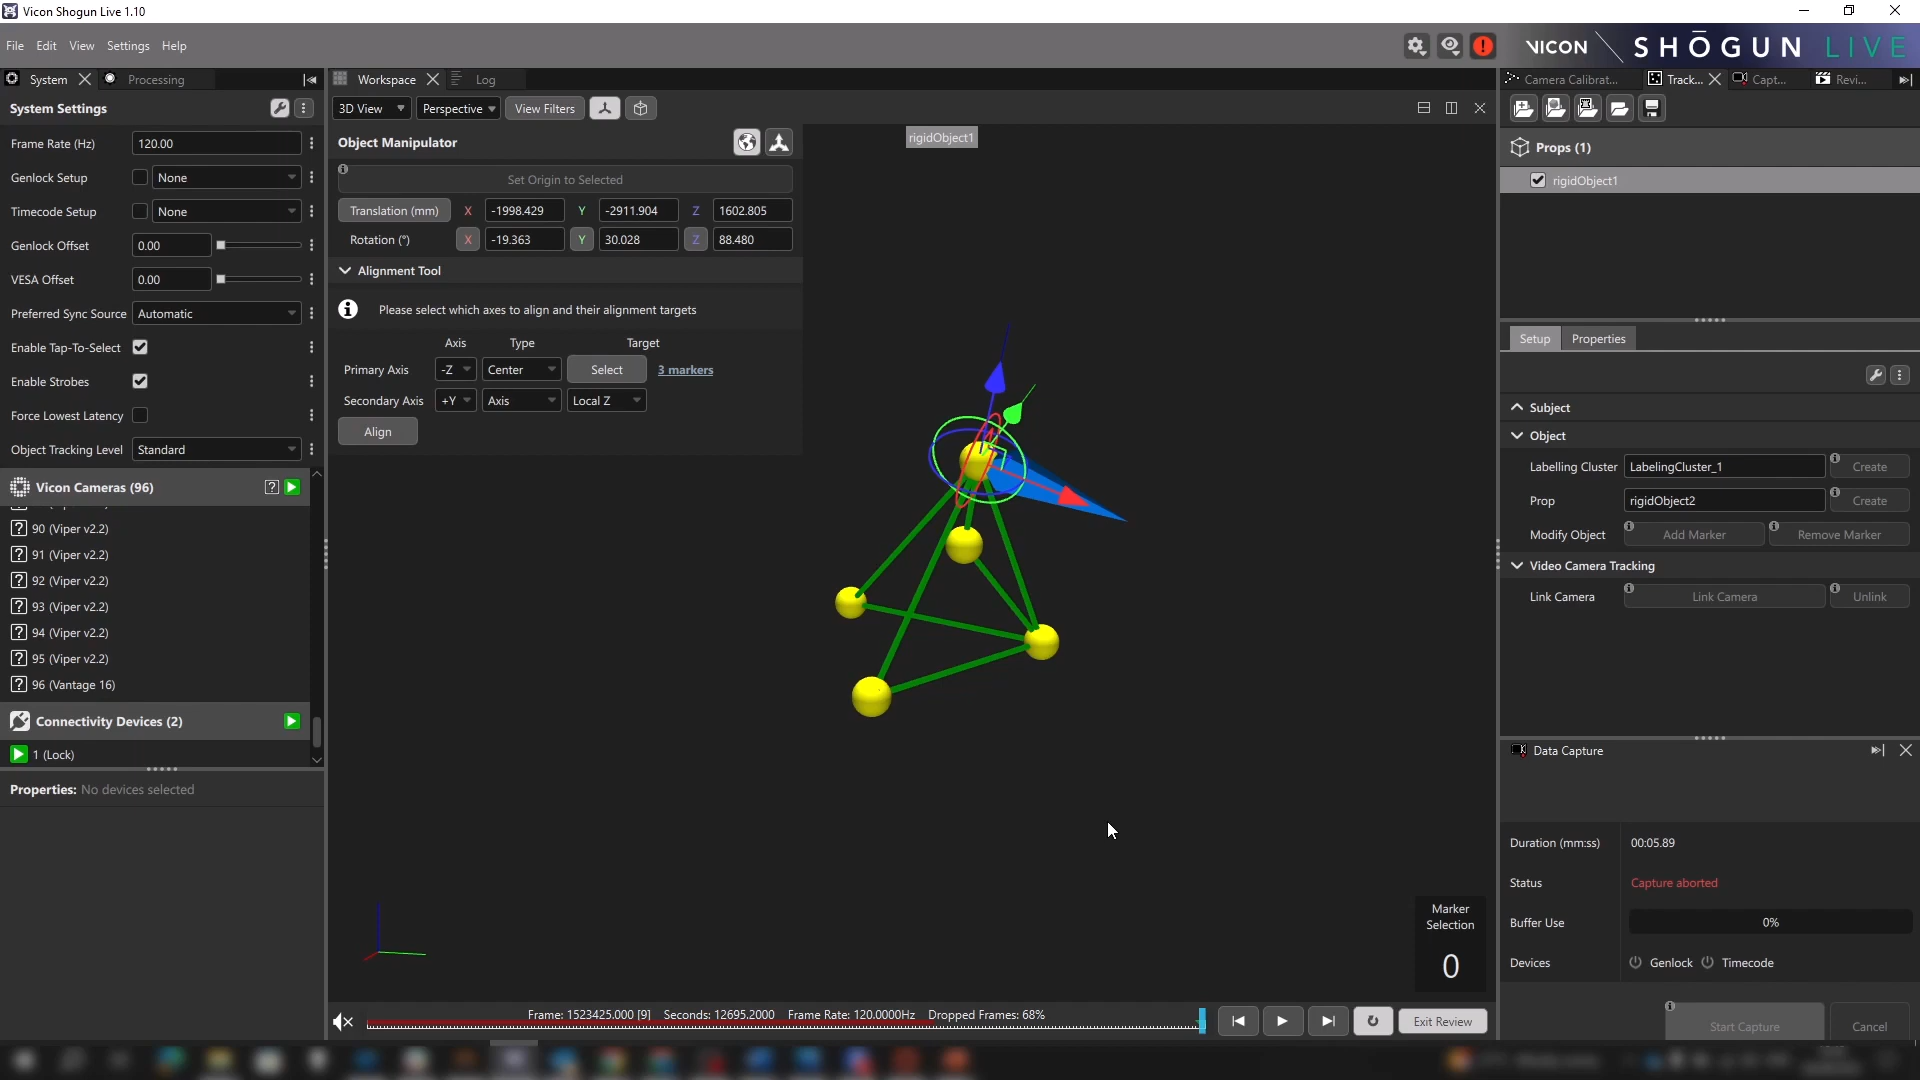 Vicon Shogun Live 1.10
File Edit View Settings Help
VICON SHŌGUN LIVE
System Processing
Workspace Log
Camera Calibrat... Track... Capt... Revi...
System Settings
Frame Rate (Hz) 120.00
Genlock Setup None
Timecode Setup None
Genlock Offset 0.00
VESA Offset 0.00
Preferred Sync Source Automatic
Enable Tap-To-Select
Enable Strobes
Force Lowest Latency
Object Tracking Level Standard
Vicon Cameras (96)
90 (Viper v2.2)
91 (Viper v2.2)
92 (Viper v2.2)
93 (Viper v2.2)
94 (Viper v2.2)
95 (Viper v2.2)
96 (Vantage 16)
Connectivity Devices (2)
1 (Lock)
Properties: No devices selected
3D View Perspective View Filters
Object Manipulator
rigidObject1
Set Origin to Selected
Translation (mm) X -1998.429 Y -2911.904 Z 1602.805
Rotation (°) X -19.363 Y 30.028 Z 88.480
Alignment Tool
Please select which axes to align and their alignment targets
Axis Type Target
Primary Axis -Z Center Select 3 markers
Secondary Axis +Y Axis Local Z
Align
Marker
Selection
0
Frame: 1523425.000 [9] Seconds: 12695.2000 Frame Rate: 120.0000Hz Dropped Frames: 68%
Exit Review
Props (1)
rigidObject1
Setup Properties
Subject
Object
Labelling Cluster LabelingCluster_1 Create
Prop rigidObject2 Create
Modify Object Add Marker Remove Marker
Video Camera Tracking
Link Camera Link Camera Unlink
Data Capture
Duration (mm:ss) 00:05.89
Status Capture aborted
Buffer Use 0%
Devices Genlock Timecode
Start Capture Cancel